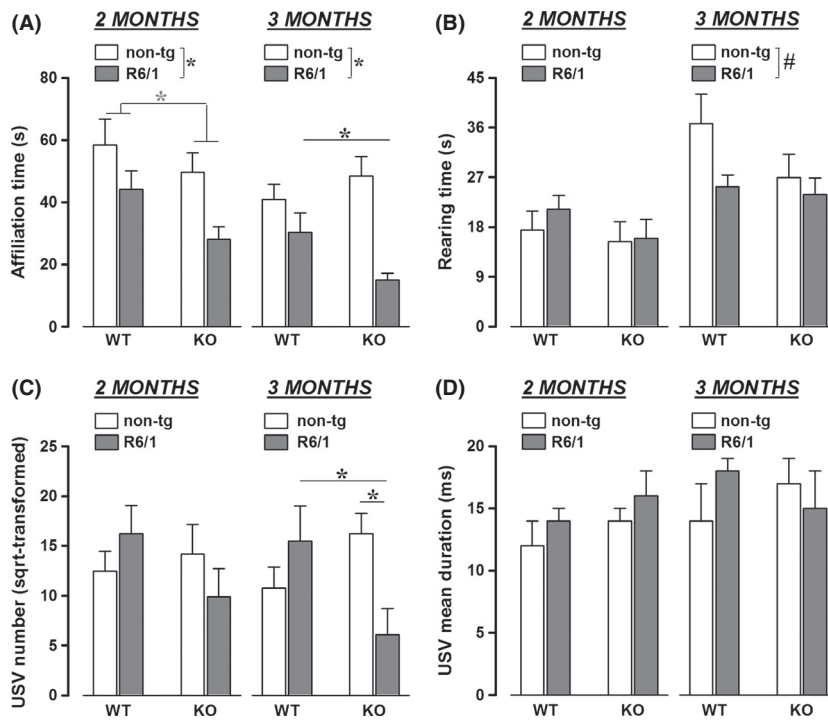 (A)
2 MONTHS
3 MONTHS
non-tg
R6/1
*
non-tg
R6/1
*
80
60
40
20
0
Affiliation time (s)
*
*
WT
KO
WT
KO
(B)
2 MONTHS
3 MONTHS
non-tg
R6/1
non-tg
R6/1
#
45
36
27
18
9
0
Rearing time (s)
WT
KO
WT
KO
(C)
2 MONTHS
3 MONTHS
non-tg
R6/1
non-tg
R6/1
25
20
15
10
5
0
USV number (sqrt-transformed)
*
*
WT
KO
WT
KO
(D)
2 MONTHS
3 MONTHS
non-tg
R6/1
non-tg
R6/1
20
15
10
5
0
USV mean duration (ms)
WT
KO
WT
KO